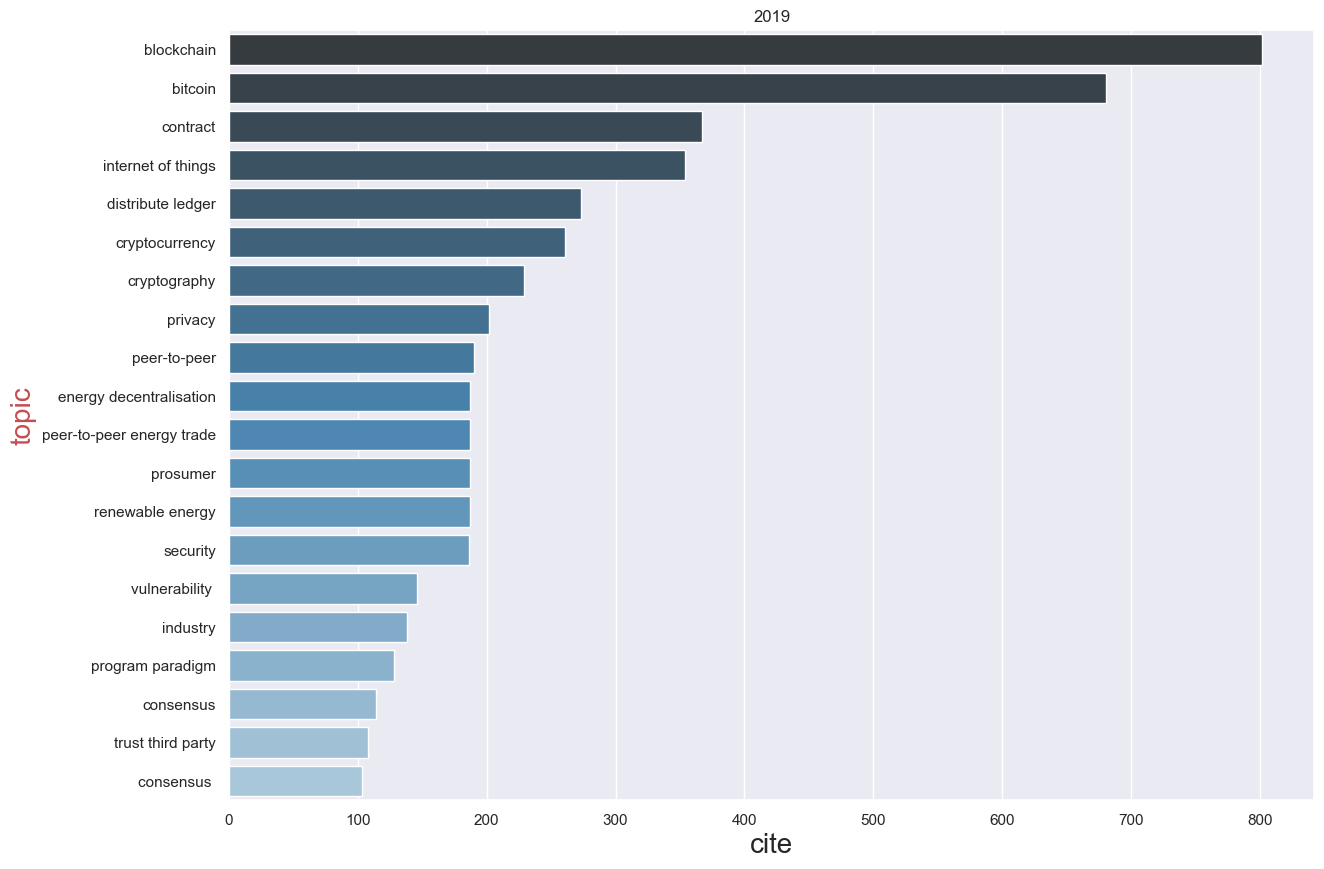 2019
blockchain
bitcoin
contract
internet of things
distribute ledger
cryptocurrency
cryptography
privacy
peer-to-peer
energy decentralisation
peer-to-peer energy trade
prosumer
renewable energy
security
vulnerability
industry
program paradigm
consensus
trust third party
consensus
topic
0 100 200 300 400 500 600 700 800
cite